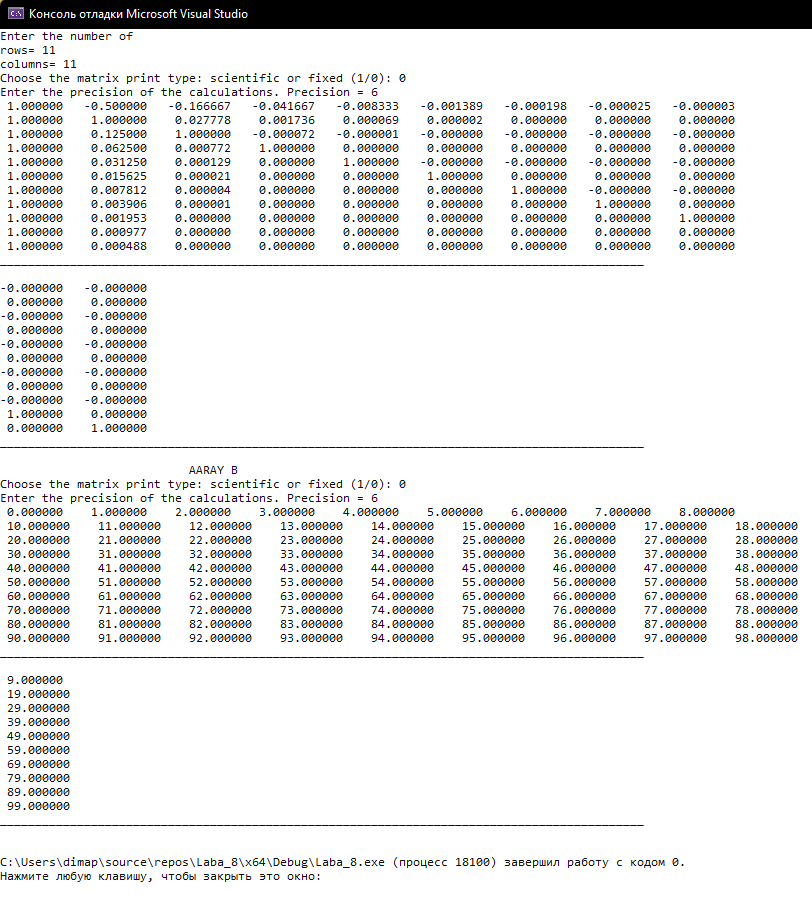 Консоль отладки Microsoft Visual Studio
Enter the number of
rows= 11
columns= 11
Choose the matrix print type: scientific or fixed (1/0): 0
Enter the precision of the calculations. Precision = 6
1.000000 -0.500000 -0.166667 -0.041667 -0.008333 -0.001389 -0.000198 -0.000025 -0.000003
1.000000 1.000000 0.027778 0.001736 0.000069 0.000002 0.000000 0.000000 0.000000
1.000000 0.125000 1.000000 -0.000072 -0.000001 -0.000000 -0.000000 -0.000000 -0.000000
1.000000 0.062500 0.000772 1.000000 0.000000 0.000000 0.000000 0.000000 0.000000
1.000000 0.031250 0.000129 0.000000 1.000000 -0.000000 -0.000000 -0.000000 -0.000000
1.000000 0.015625 0.000021 0.000000 0.000000 1.000000 0.000000 0.000000 0.000000
1.000000 0.007812 0.000004 0.000000 0.000000 0.000000 1.000000 -0.000000 -0.000000
1.000000 0.003906 0.000001 0.000000 0.000000 0.000000 0.000000 1.000000 0.000000
1.000000 0.001953 0.000000 0.000000 0.000000 0.000000 0.000000 0.000000 1.000000
1.000000 0.000977 0.000000 0.000000 0.000000 0.000000 0.000000 0.000000 0.000000
1.000000 0.000488 0.000000 0.000000 0.000000 0.000000 0.000000 0.000000 0.000000
-0.000000 -0.000000
0.000000 0.000000
-0.000000 -0.000000
0.000000 0.000000
-0.000000 -0.000000
0.000000 0.000000
-0.000000 -0.000000
0.000000 0.000000
-0.000000 -0.000000
1.000000 0.000000
0.000000 1.000000
AARAY B
Choose the matrix print type: scientific or fixed (1/0): 0
Enter the precision of the calculations. Precision = 6
0.000000 1.000000 2.000000 3.000000 4.000000 5.000000 6.000000 7.000000 8.000000
10.000000 11.000000 12.000000 13.000000 14.000000 15.000000 16.000000 17.000000 18.000000
20.000000 21.000000 22.000000 23.000000 24.000000 25.000000 26.000000 27.000000 28.000000
30.000000 31.000000 32.000000 33.000000 34.000000 35.000000 36.000000 37.000000 38.000000
40.000000 41.000000 42.000000 43.000000 44.000000 45.000000 46.000000 47.000000 48.000000
50.000000 51.000000 52.000000 53.000000 54.000000 55.000000 56.000000 57.000000 58.000000
60.000000 61.000000 62.000000 63.000000 64.000000 65.000000 66.000000 67.000000 68.000000
70.000000 71.000000 72.000000 73.000000 74.000000 75.000000 76.000000 77.000000 78.000000
80.000000 81.000000 82.000000 83.000000 84.000000 85.000000 86.000000 87.000000 88.000000
90.000000 91.000000 92.000000 93.000000 94.000000 95.000000 96.000000 97.000000 98.000000
9.000000
19.000000
29.000000
39.000000
49.000000
59.000000
69.000000
79.000000
89.000000
99.000000
C:\Users\dimap\source\repos\Laba_8\x64\Debug\Laba_8.exe (процесс 18100) завершил работу с кодом 0.
Нажмите любую клавишу, чтобы закрыть это окно: